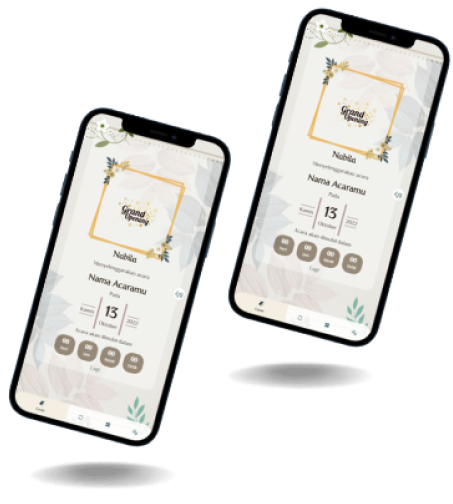 Grand
Opening
Nabila
Menyelenggarakan acara
Nama Acaramu
Pada
Kamis
13
Oktober
2022
Acara akan dimulai dalam
00
00
00
00
Hari
Jam
Menit
Detik
Lagi!
Cover
Grand
Opening
Nabila
Menyelenggarakan acara
Nama Acaramu
Pada
Kamis
13
Oktober
2022
Acara akan dimulai dalam
00
00
00
00
Hari
Jam
Menit
Detik
Lagi!
Cover